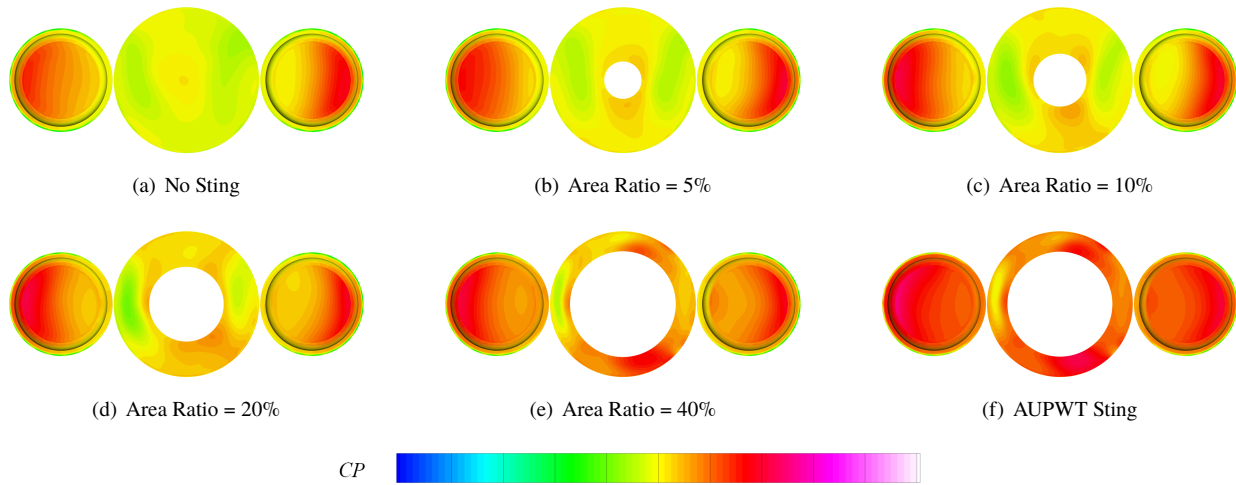 (a) No Sting
(b) Area Ratio = 5%
(c) Area Ratio = 10%
(d) Area Ratio = 20%
(e) Area Ratio = 40%
(f) AUPWT Sting
CP